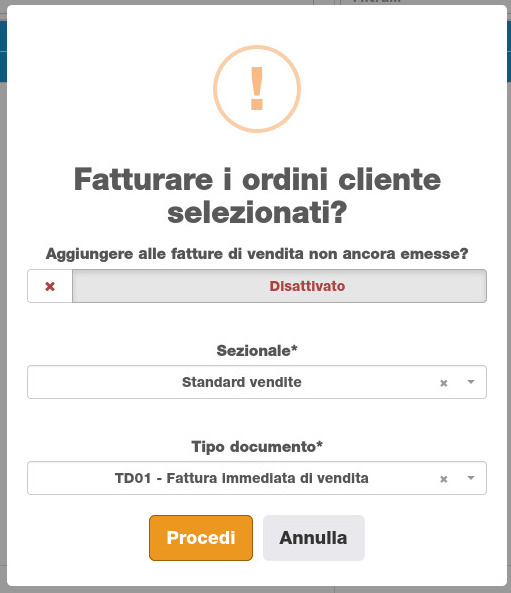 !
Fatturare i ordini cliente
selezionati?
Aggiungere alle fatture di vendita non ancora emesse?
Disattivato
Sezionale*
Standard vendite
Tipo documento*
TD01 - Fattura immediata di vendita
Procedi Annulla